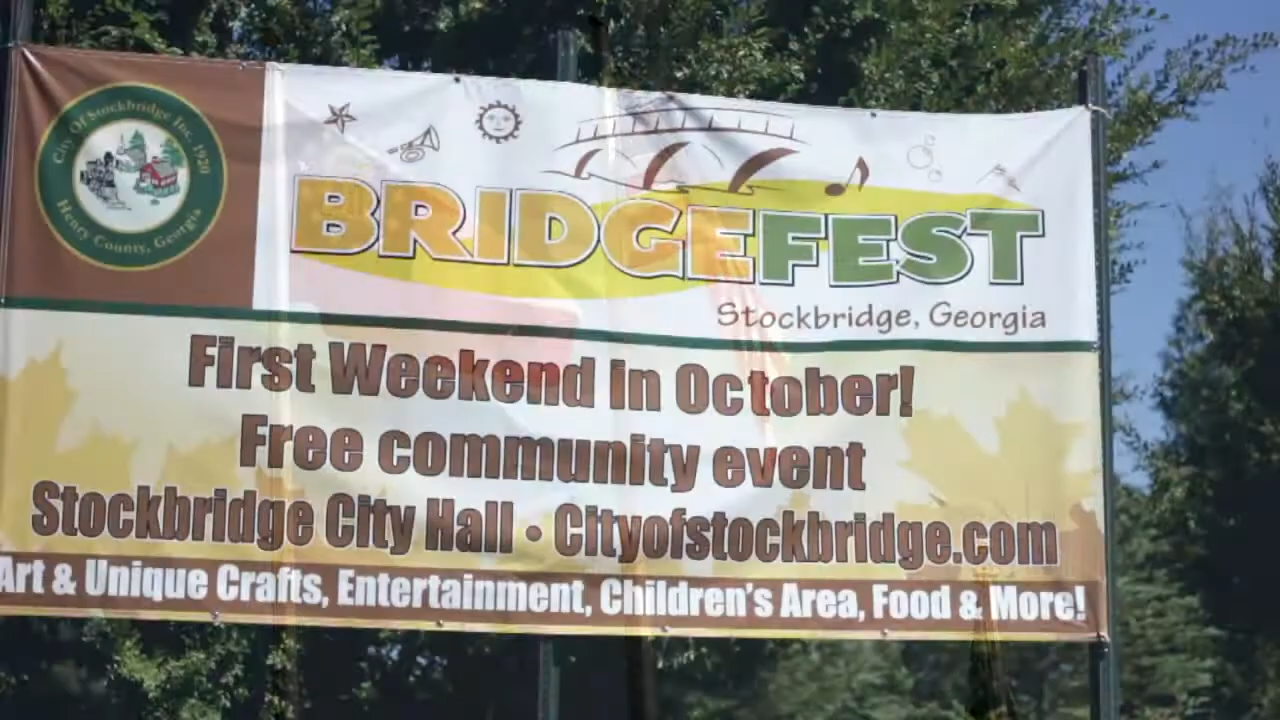 City Of Stockbridge Inc. 1920
Henry County, Georgia
BRIDGEFEST
Stockbridge, Georgia
First Weekend in October!
Free community event
Stockbridge City Hall • Cityofstockbridge.com
Art & Unique Crafts, Entertainment, Children's Area, Food & More!